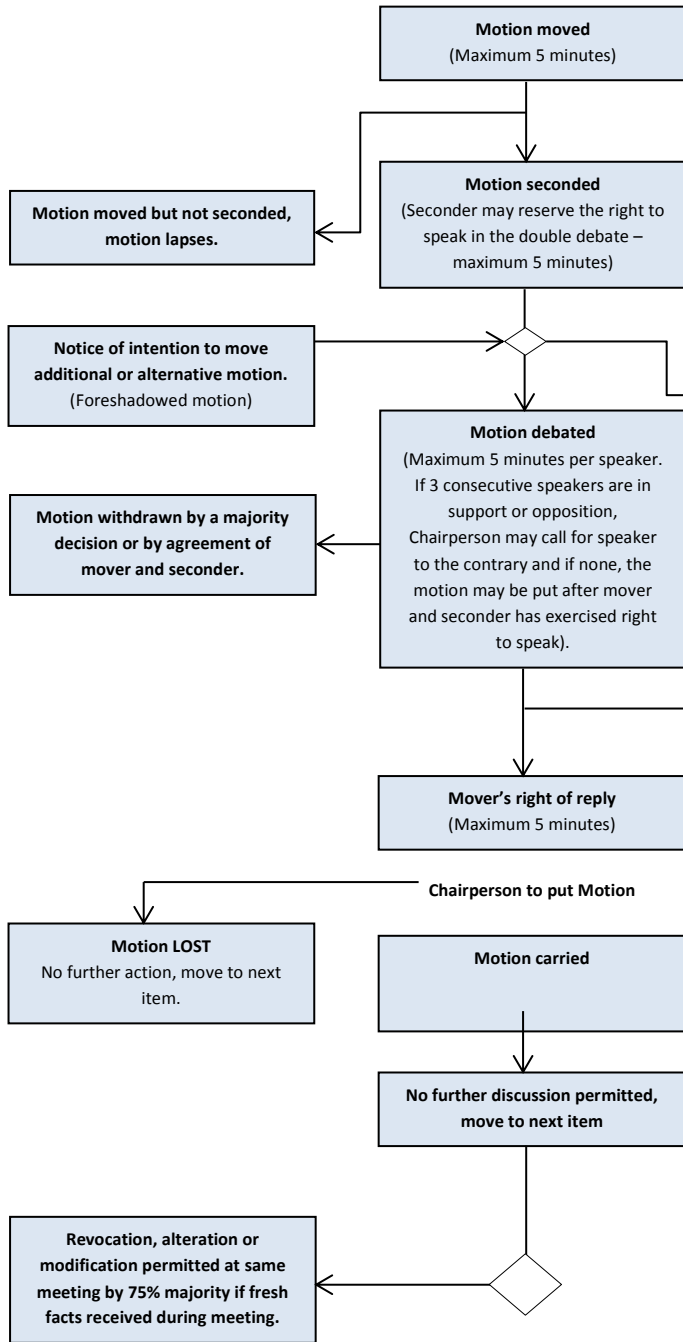 Motion moved
(Maximum 5 minutes)
Motion seconded
(Seconder may reserve the right to
speak in the double debate –
maximum 5 minutes)
Motion moved but not seconded,
motion lapses.
Notice of intention to move
additional or alternative motion.
(Foreshadowed motion)
Motion debated
(Maximum 5 minutes per speaker.
If 3 consecutive speakers are in
support or opposition,
Chairperson may call for speaker
to the contrary and if none, the
motion may be put after mover
and seconder has exercised right
to speak).
Motion withdrawn by a majority
decision or by agreement of
mover and seconder.
Mover’s right of reply
(Maximum 5 minutes)
Chairperson to put Motion
Motion LOST
No further action, move to next
item.
Motion carried
No further discussion permitted,
move to next item
Revocation, alteration or
modification permitted at same
meeting by 75% majority if fresh
facts received during meeting.